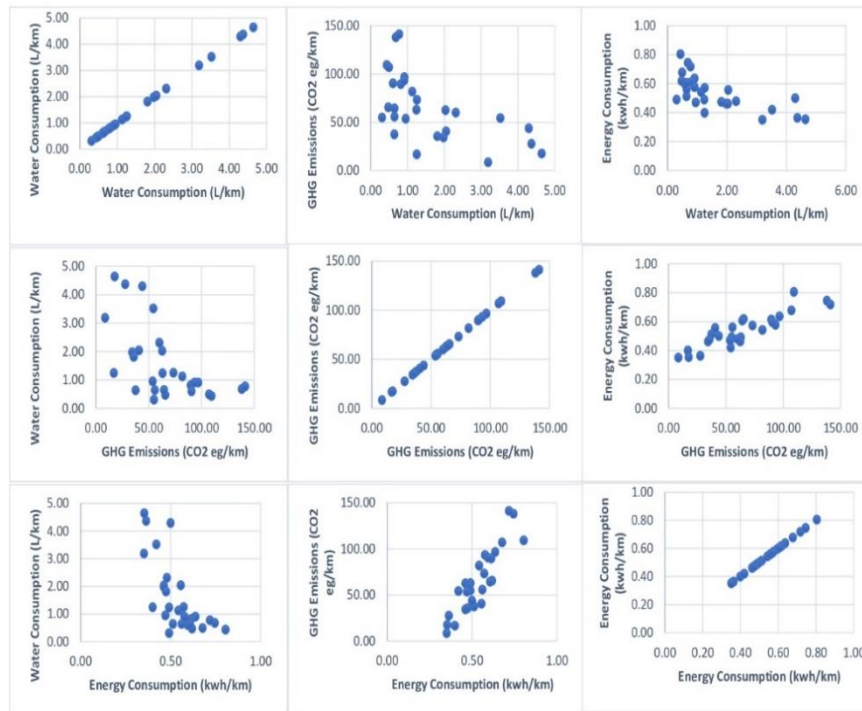 Water Consumption (L/km)
5.00
4.00
3.00
2.00
1.00
0.00
0.00 1.00 2.00 3.00 4.00 5.00
Water Consumption (L/km)
GHG Emissions (CO2 eg/km)
150.00
100.00
50.00
0.00
0.00 1.00 2.00 3.00 4.00 5.00
Water Consumption (L/km)
Energy Consumption
(kwh/km)
1.00
0.80
0.60
0.40
0.20
0.00
0.00 2.00 4.00 6.00
Water Consumption (L/km)
Water Consumption (L/km)
5.00
4.00
3.00
2.00
1.00
0.00
0.00 50.00 100.00 150.00
GHG Emissions (CO2 eg/km)
GHG Emissions (CO2 eg/km)
150.00
100.00
50.00
0.00
0.00 50.00 100.00 150.00
GHG Emissions (CO2 eg/km)
Energy Consumption
(kwh/km)
1.00
0.80
0.60
0.40
0.20
0.00
0.00 50.00 100.00 150.00
GHG Emissions (CO2 eg/km)
Water Consumption (L/km)
5.00
4.00
3.00
2.00
1.00
0.00
0.00 0.50 1.00
Energy Consumption (kwh/km)
GHG Emissions (CO2
eg/km)
150.00
100.00
50.00
0.00
0.00 0.50 1.00
Energy Consumption (kwh/km)
Energy Consumption
(kwh/km)
1.00
0.80
0.60
0.40
0.20
0.00
0.00 0.20 0.40 0.60 0.80 1.00
Energy Consumption (kwh/km)